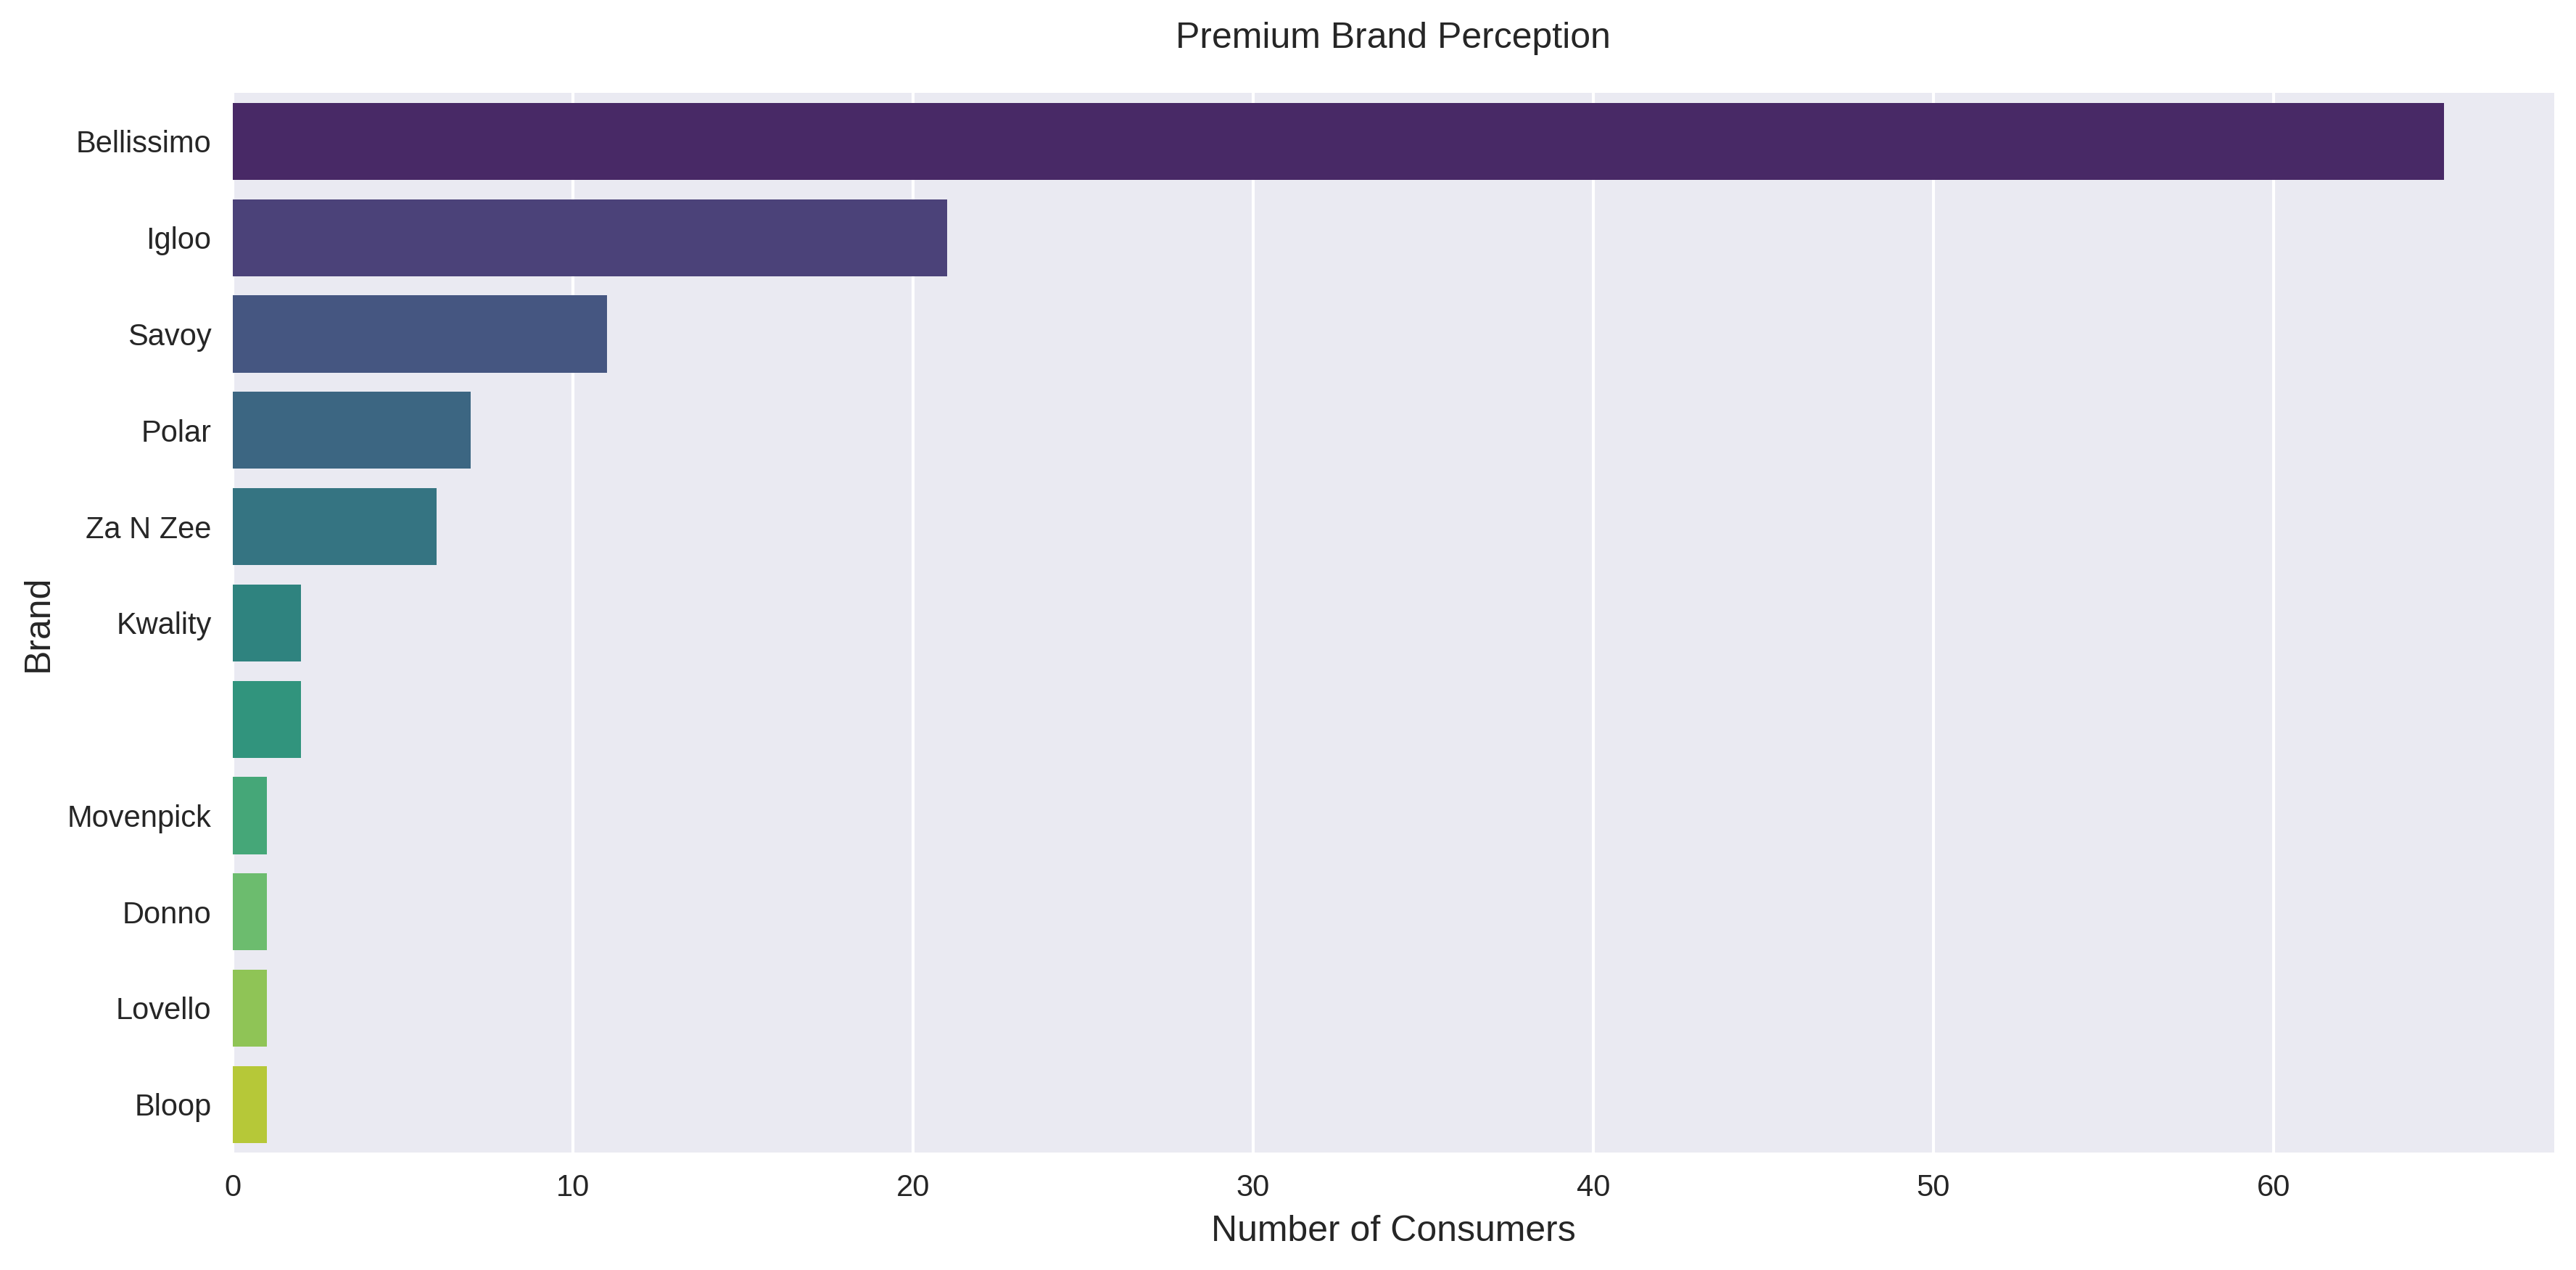 Premium Brand Perception
Bellissimo
Igloo
Savoy
Polar
Za N Zee
Kwality
Movenpick
Donno
Lovello
Bloop
Brand
0 10 20 30 40 50 60
Number of Consumers